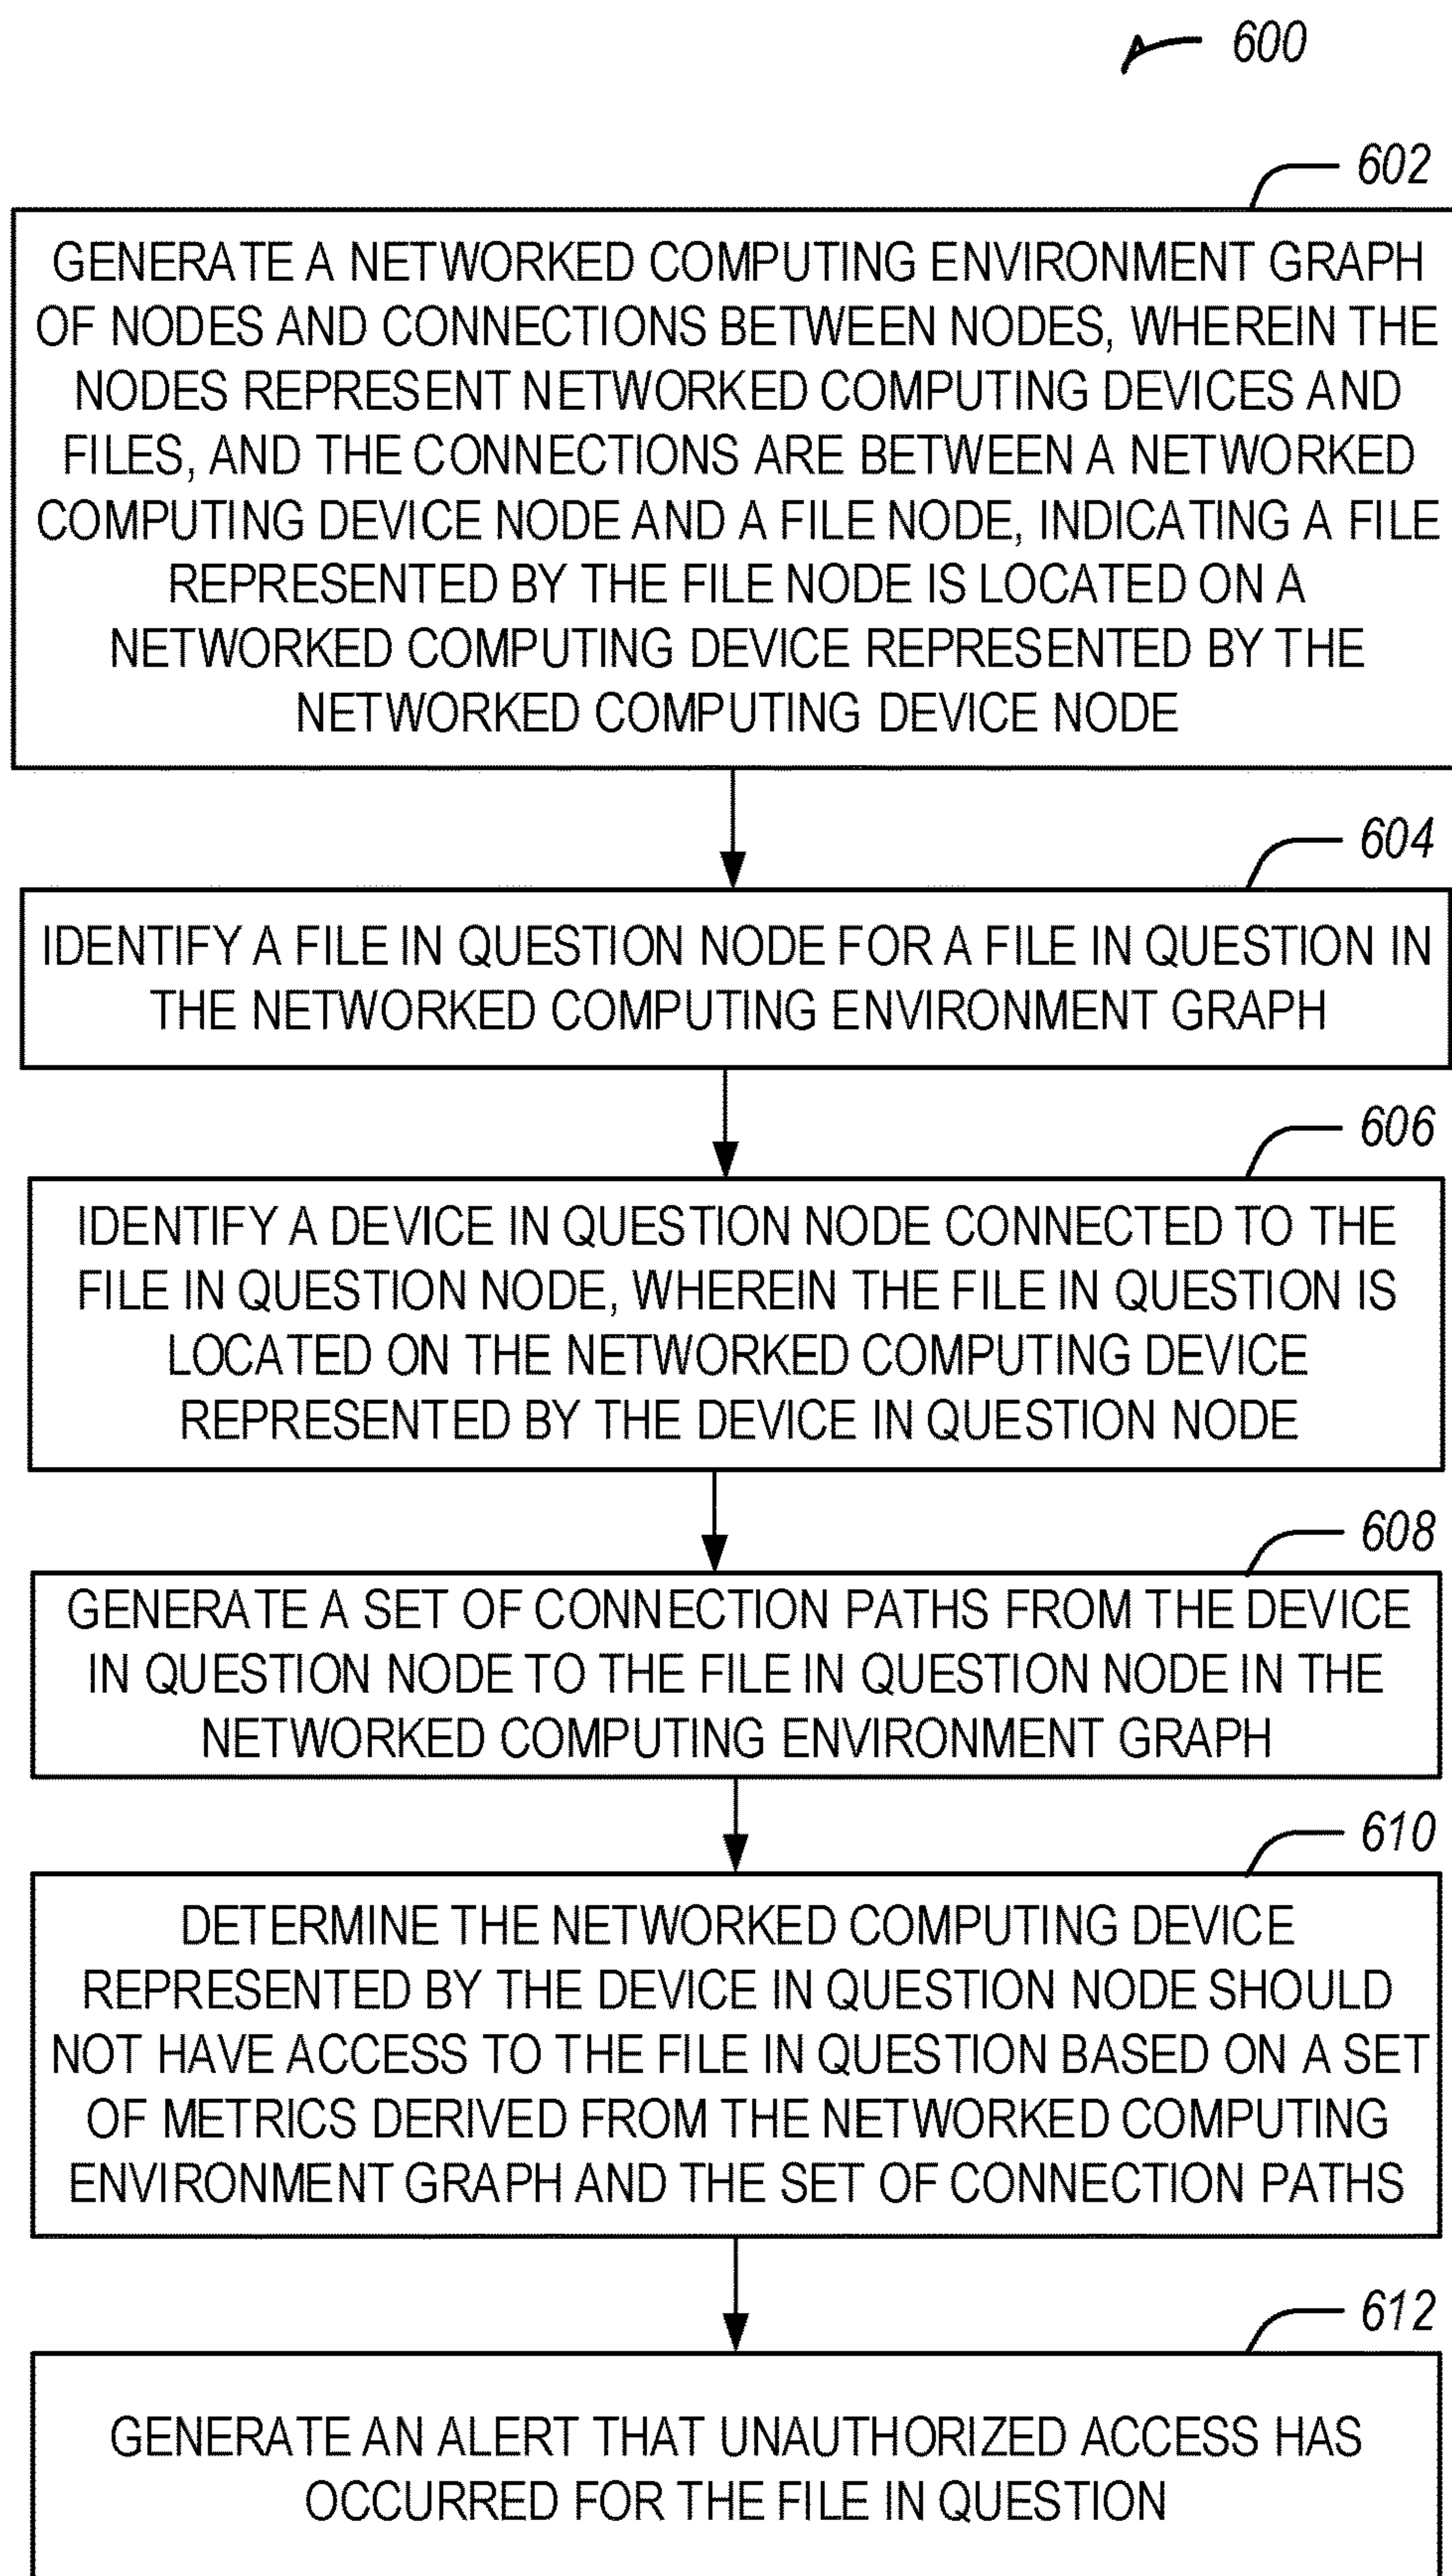 600
602
GENERATE A NETWORKED COMPUTING ENVIRONMENT GRAPH
OF NODES AND CONNECTIONS BETWEEN NODES, WHEREIN THE
NODES REPRESENT NETWORKED COMPUTING DEVICES AND
FILES, AND THE CONNECTIONS ARE BETWEEN A NETWORKED
COMPUTING DEVICE NODE AND A FILE NODE, INDICATING A FILE
REPRESENTED BY THE FILE NODE IS LOCATED ON A
NETWORKED COMPUTING DEVICE REPRESENTED BY THE
NETWORKED COMPUTING DEVICE NODE
604
IDENTIFY A FILE IN QUESTION NODE FOR A FILE IN QUESTION IN
THE NETWORKED COMPUTING ENVIRONMENT GRAPH
606
IDENTIFY A DEVICE IN QUESTION NODE CONNECTED TO THE
FILE IN QUESTION NODE, WHEREIN THE FILE IN QUESTION IS
LOCATED ON THE NETWORKED COMPUTING DEVICE
REPRESENTED BY THE DEVICE IN QUESTION NODE
608
GENERATE A SET OF CONNECTION PATHS FROM THE DEVICE
IN QUESTION NODE TO THE FILE IN QUESTION NODE IN THE
NETWORKED COMPUTING ENVIRONMENT GRAPH
610
DETERMINE THE NETWORKED COMPUTING DEVICE
REPRESENTED BY THE DEVICE IN QUESTION NODE SHOULD
NOT HAVE ACCESS TO THE FILE IN QUESTION BASED ON A SET
OF METRICS DERIVED FROM THE NETWORKED COMPUTING
ENVIRONMENT GRAPH AND THE SET OF CONNECTION PATHS
612
GENERATE AN ALERT THAT UNAUTHORIZED ACCESS HAS
OCCURRED FOR THE FILE IN QUESTION